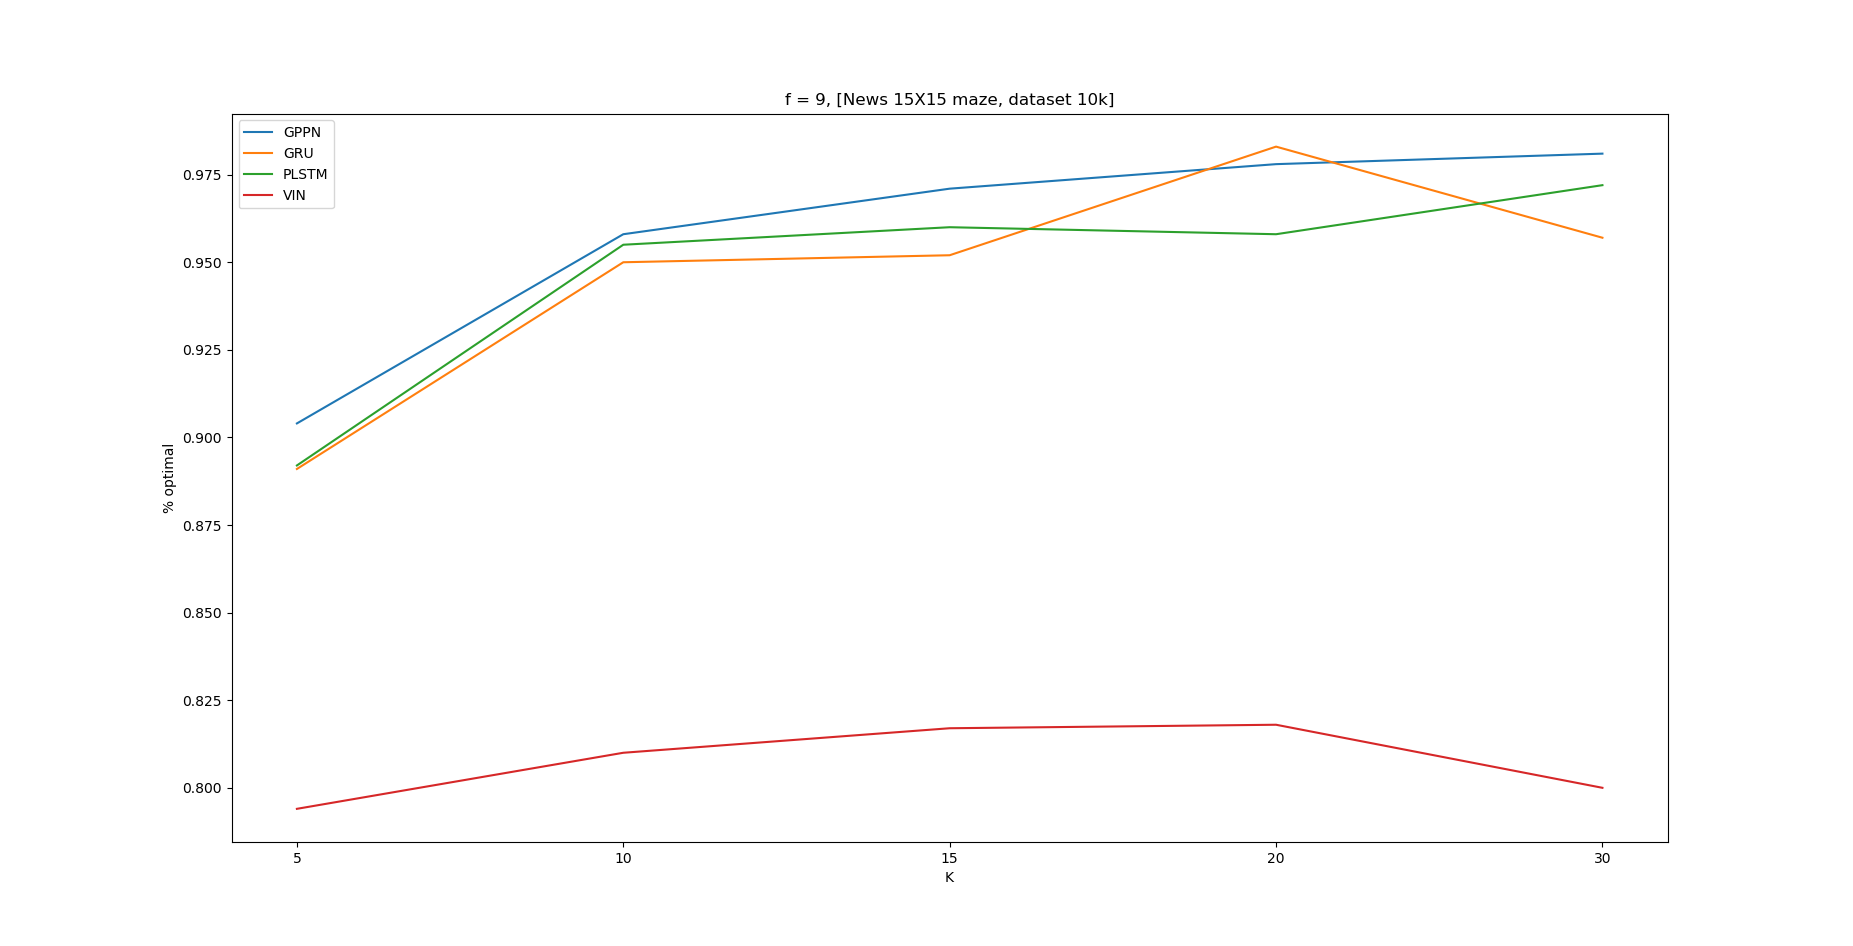 f = 9, [News 15X15 maze, dataset 10k]
GPPN
GRU
PLSTM
VIN
0.975
0.950
0.925
0.900
0.875
0.850
0.825
0.800
% optimal
5 10 15 20 30
K